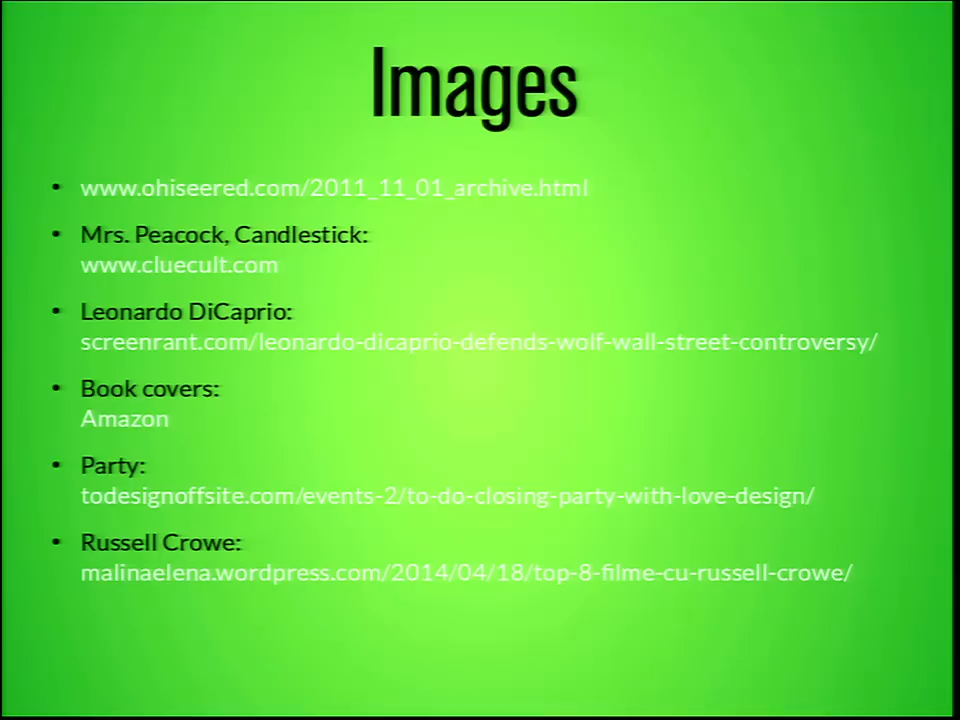 Images
• www.ohiseered.com/2011_11_01_archive.html
• Mrs. Peacock, Candlestick:
www.cluecult.com
• Leonardo DiCaprio:
screenrant.com/leonardo-dicaprio-defends-wolf-wall-street-controversy/
• Book covers:
Amazon
• Party:
todesignoffsite.com/events-2/to-do-closing-party-with-love-design/
• Russell Crowe:
malinaelena.wordpress.com/2014/04/18/top-8-filme-cu-russell-crowe/